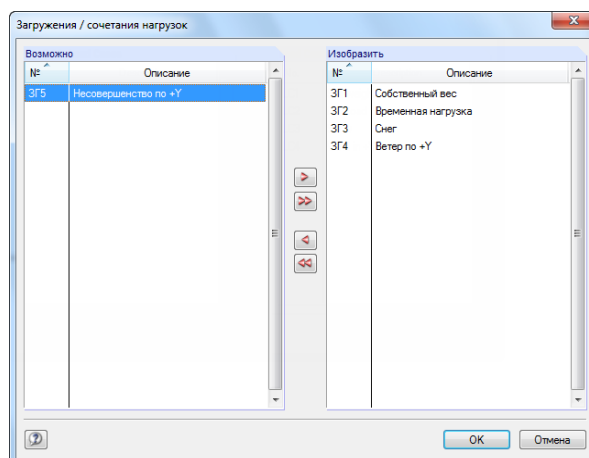 Загружения / сочетания нагрузок
Возможно
№ Описание
ЗГ5 Несовершенство по +Y
Изобразить
№ Описание
ЗГ1 Собственный вес
ЗГ2 Временная нагрузка
ЗГ3 Снег
ЗГ4 Ветер по +Y
OK
Отмена